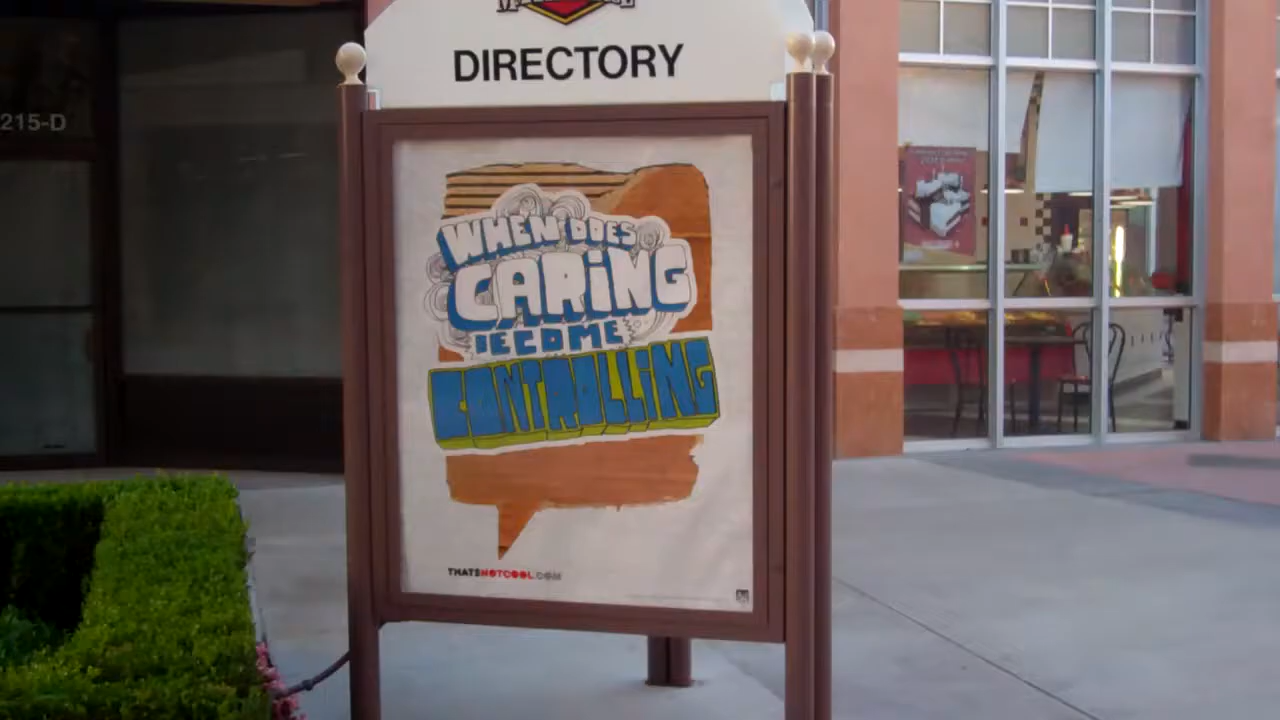 DIRECTORY
215-D
WHEN DOES
CARiNG
BECOME
CONTROLLiNG
THATSNOTCOOL.COM